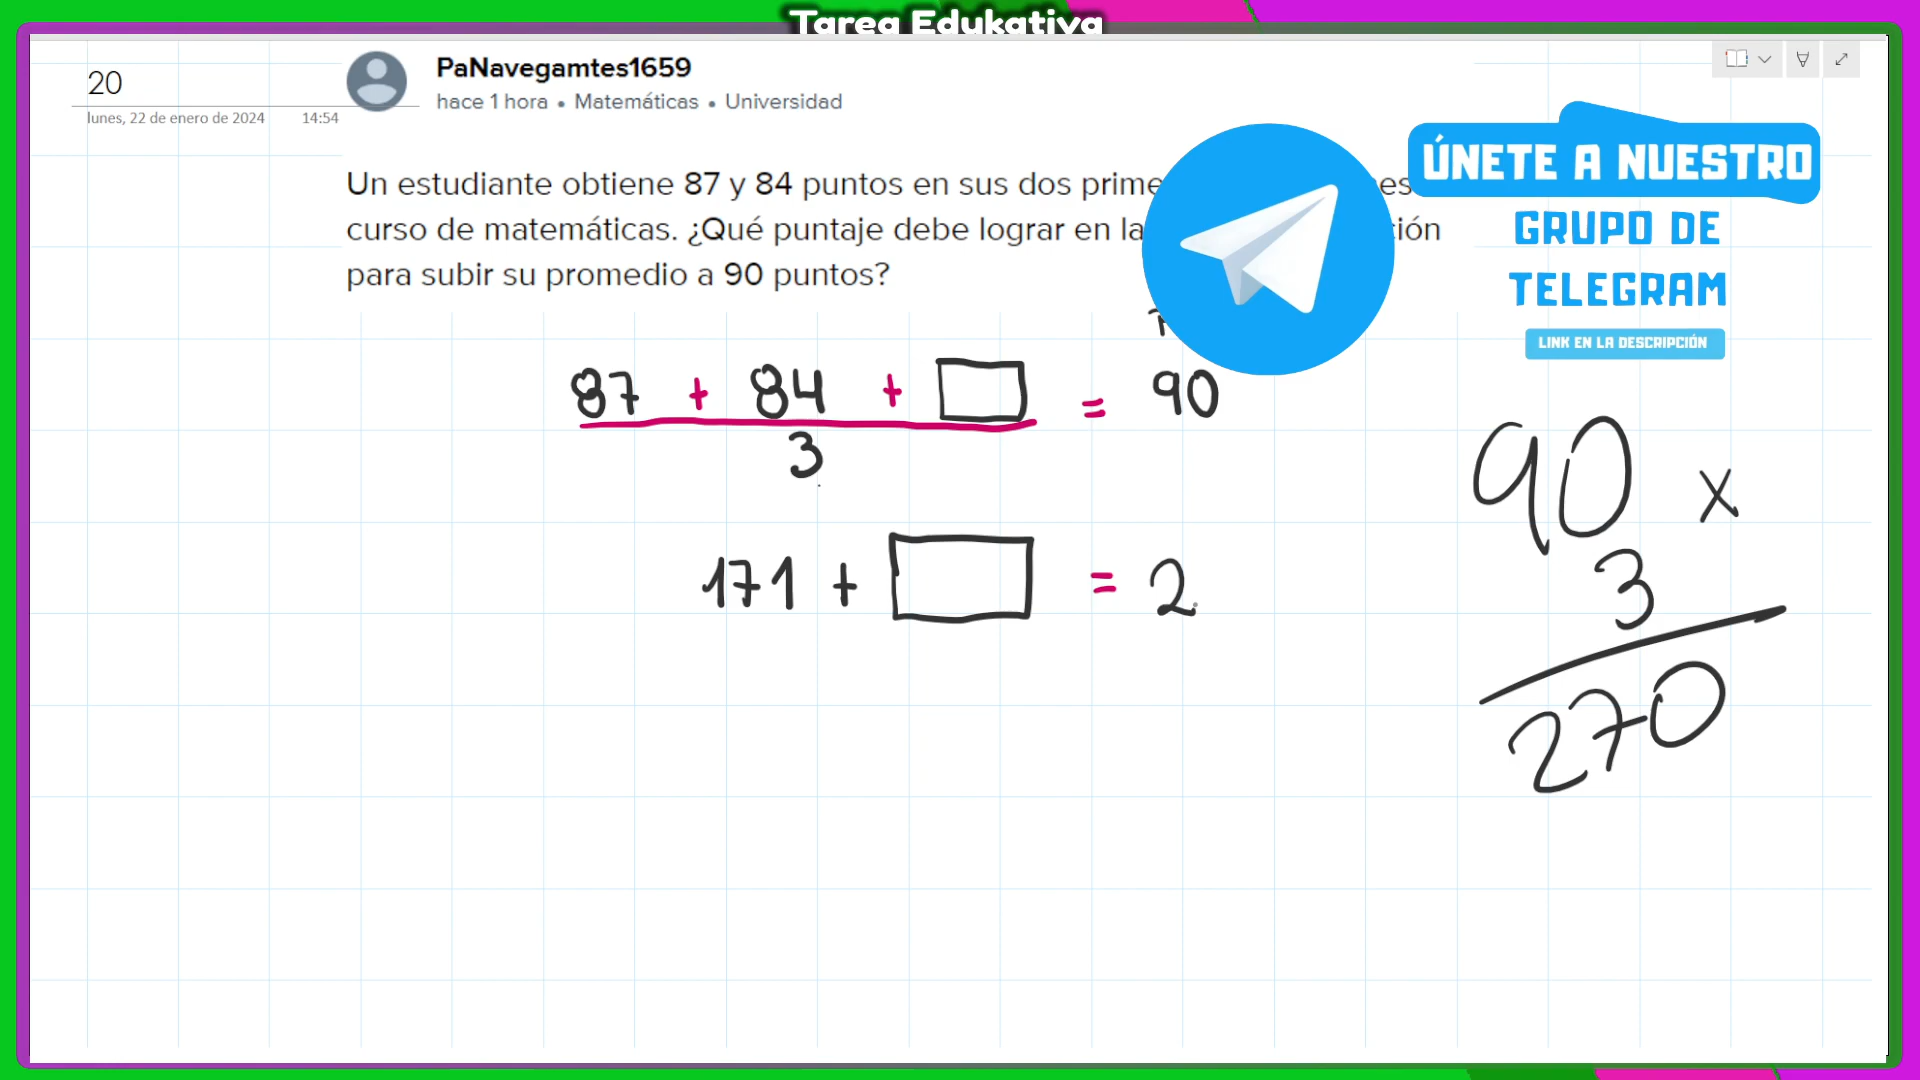 Tarea Edukativa
20
lunes, 22 de enero de 2024 14:54
PaNavegamtes1659
hace 1 hora • Matemáticas • Universidad
Un estudiante obtiene 87 y 84 puntos en sus dos
curso de matemáticas. ¿Qué puntaje debe lograr en la
para subir su promedio a 90 puntos?
ÚNETE A NUESTRO
GRUPO DE
TELEGRAM
LINK EN LA DESCRIPCIÓN
87 + 84 + = 90
3
171 + = 2
90 x
3
270